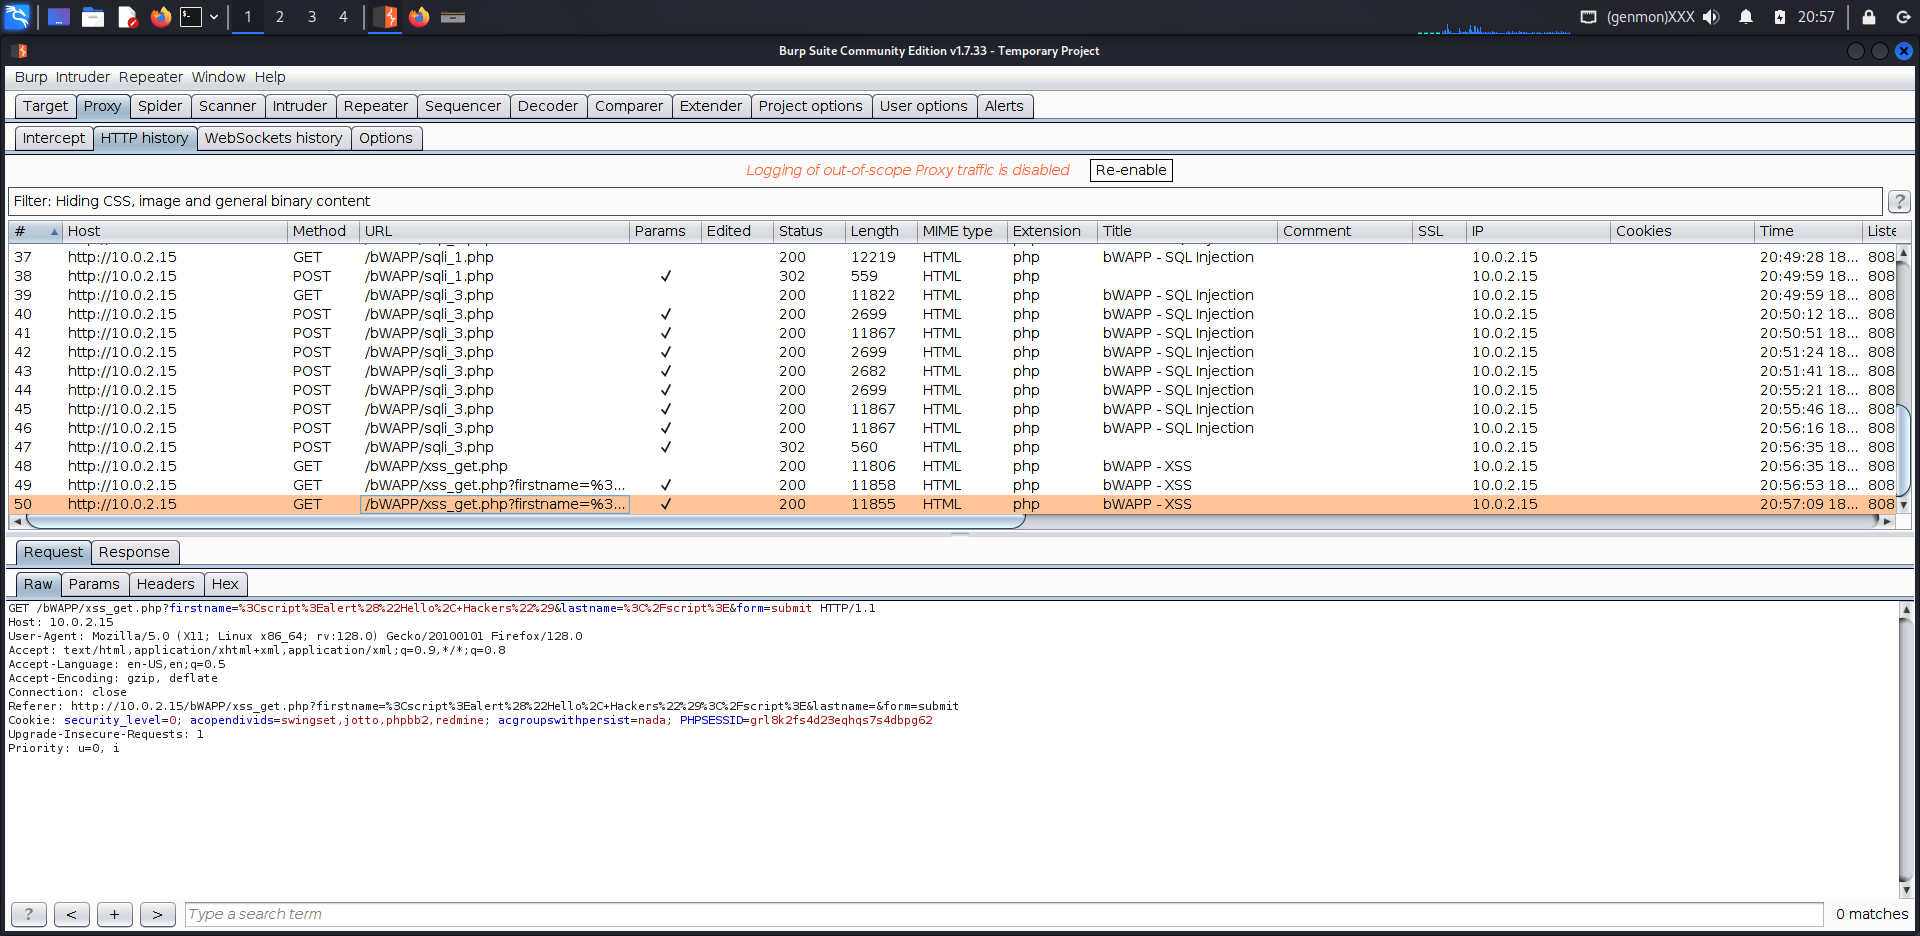 1 2 3 4 (genmon)XXX 20:57
Burp Suite Community Edition v1.7.33 - Temporary Project
Burp Intruder Repeater Window Help
Target Proxy Spider Scanner Intruder Repeater Sequencer Decoder Comparer Extender Project options User options Alerts
Intercept HTTP history WebSockets history Options
Logging of out-of-scope Proxy traffic is disabled Re-enable
Filter: Hiding CSS, image and general binary content ?
# Host Method URL Params Edited Status Length MIME type Extension Title Comment SSL IP Cookies Time Liste
37 http://10.0.2.15 GET /bWAPP/sqli_1.php 200 12219 HTML php bWAPP - SQL Injection 10.0.2.15 20:49:28 18... 808
38 http://10.0.2.15 POST /bWAPP/sqli_1.php ✓ 302 559 HTML php 10.0.2.15 20:49:59 18... 808
39 http://10.0.2.15 GET /bWAPP/sqli_3.php 200 11822 HTML php bWAPP - SQL Injection 10.0.2.15 20:49:59 18... 808
40 http://10.0.2.15 POST /bWAPP/sqli_3.php ✓ 200 2699 HTML php bWAPP - SQL Injection 10.0.2.15 20:50:12 18... 808
41 http://10.0.2.15 POST /bWAPP/sqli_3.php ✓ 200 11867 HTML php bWAPP - SQL Injection 10.0.2.15 20:50:51 18... 808
42 http://10.0.2.15 POST /bWAPP/sqli_3.php ✓ 200 2699 HTML php bWAPP - SQL Injection 10.0.2.15 20:51:24 18... 808
43 http://10.0.2.15 POST /bWAPP/sqli_3.php ✓ 200 2682 HTML php bWAPP - SQL Injection 10.0.2.15 20:51:41 18... 808
44 http://10.0.2.15 POST /bWAPP/sqli_3.php ✓ 200 2699 HTML php bWAPP - SQL Injection 10.0.2.15 20:55:21 18... 808
45 http://10.0.2.15 POST /bWAPP/sqli_3.php ✓ 200 11867 HTML php bWAPP - SQL Injection 10.0.2.15 20:55:46 18... 808
46 http://10.0.2.15 POST /bWAPP/sqli_3.php ✓ 200 11867 HTML php bWAPP - SQL Injection 10.0.2.15 20:56:16 18... 808
47 http://10.0.2.15 POST /bWAPP/sqli_3.php ✓ 302 560 HTML php 10.0.2.15 20:56:35 18... 808
48 http://10.0.2.15 GET /bWAPP/xss_get.php 200 11806 HTML php bWAPP - XSS 10.0.2.15 20:56:35 18... 808
49 http://10.0.2.15 GET /bWAPP/xss_get.php?firstname=%3... ✓ 200 11858 HTML php bWAPP - XSS 10.0.2.15 20:56:53 18... 808
50 http://10.0.2.15 GET /bWAPP/xss_get.php?firstname=%3... ✓ 200 11855 HTML php bWAPP - XSS 10.0.2.15 20:57:09 18... 808
Request Response
Raw Params Headers Hex
GET /bWAPP/xss_get.php?firstname=%3Cscript%3Ealert%28%22Hello%2C+Hackers%22%29&lastname=%3C%2Fscript%3E&form=submit HTTP/1.1
Host: 10.0.2.15
User-Agent: Mozilla/5.0 (X11; Linux x86_64; rv:128.0) Gecko/20100101 Firefox/128.0
Accept: text/html,application/xhtml+xml,application/xml;q=0.9,*/*;q=0.8
Accept-Language: en-US,en;q=0.5
Accept-Encoding: gzip, deflate
Connection: close
Referer: http://10.0.2.15/bWAPP/xss_get.php?firstname=%3Cscript%3Ealert%28%22Hello%2C+Hackers%22%29%3C%2Fscript%3E&lastname=&form=submit
Cookie: security_level=0; acopendivids=swingset,jotto,phpbb2,redmine; acgroupswithpersist=nada; PHPSESSID=grl8k2fs4d23eqhqs7s4dbpg62
Upgrade-Insecure-Requests: 1
Priority: u=0, i
? < + > Type a search term 0 matches